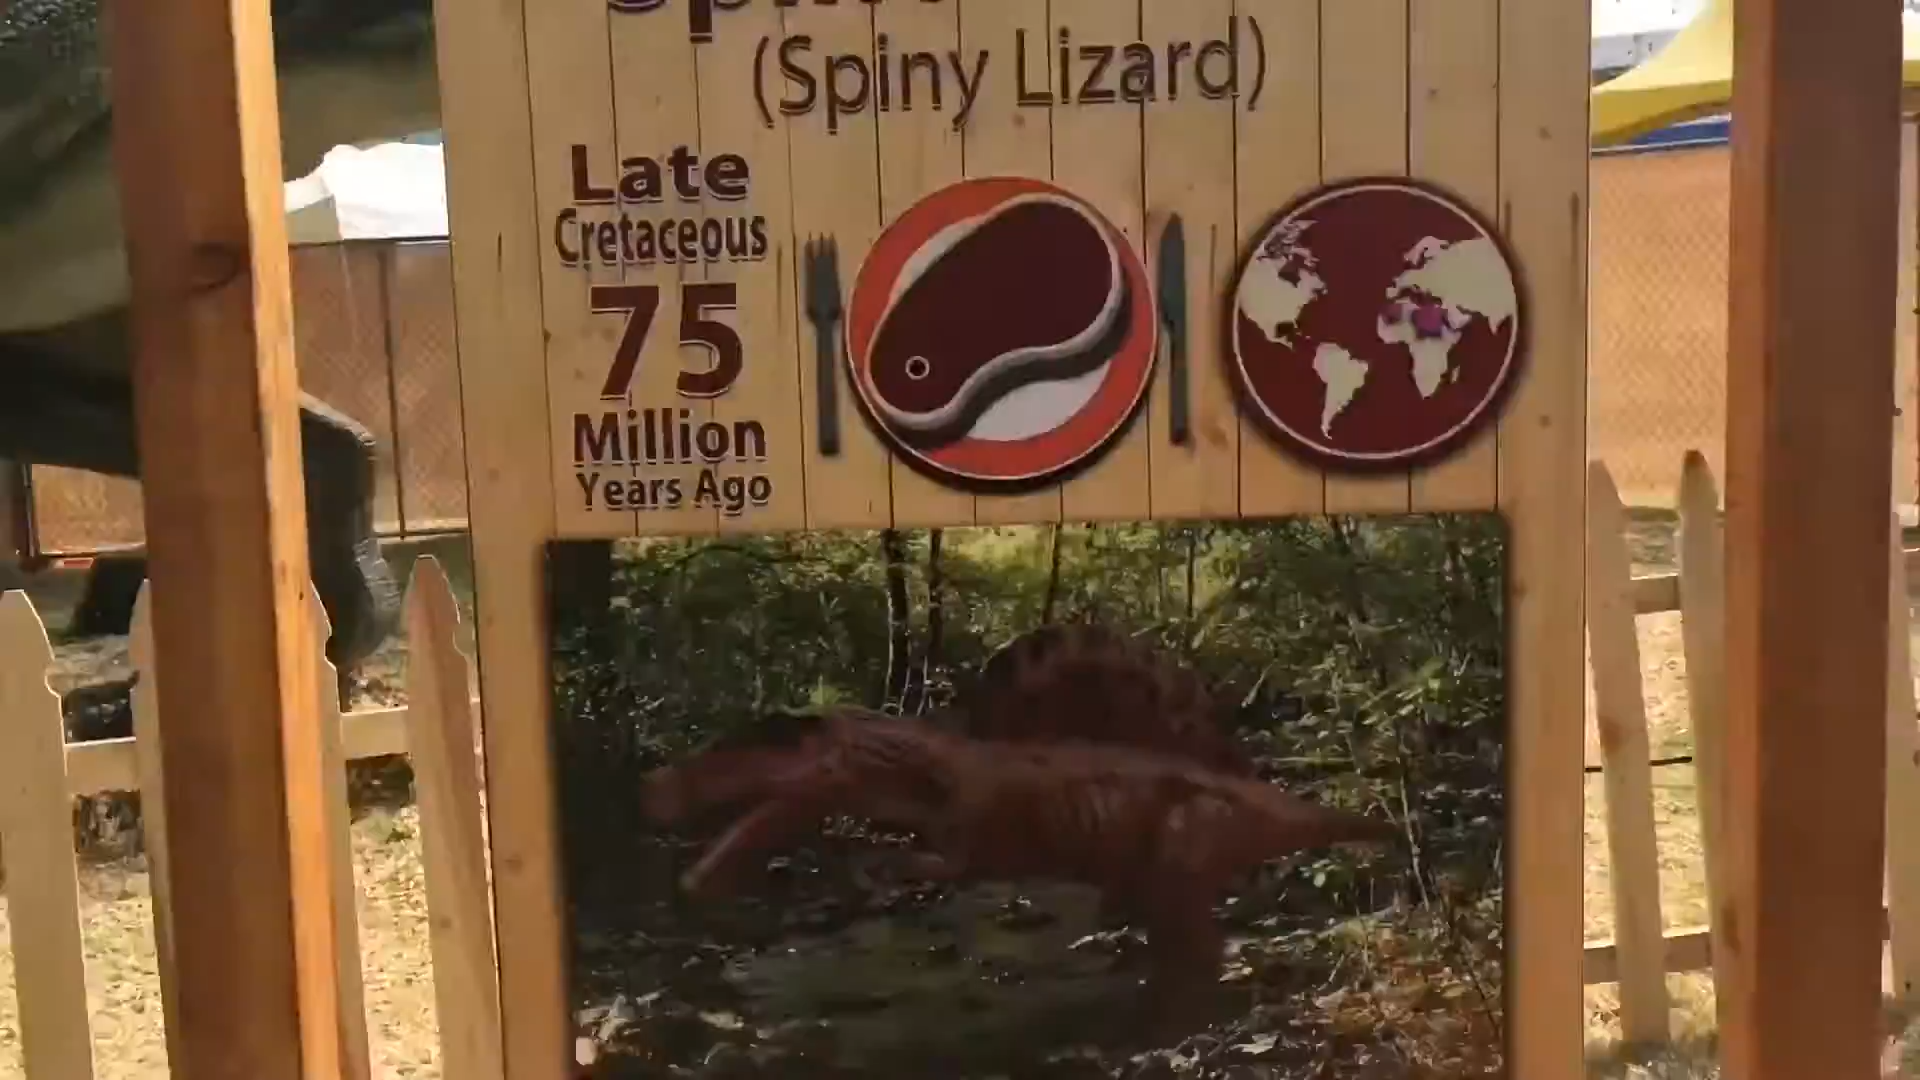 (Spiny Lizard)
Late
Cretaceous
75
Million
Years Ago